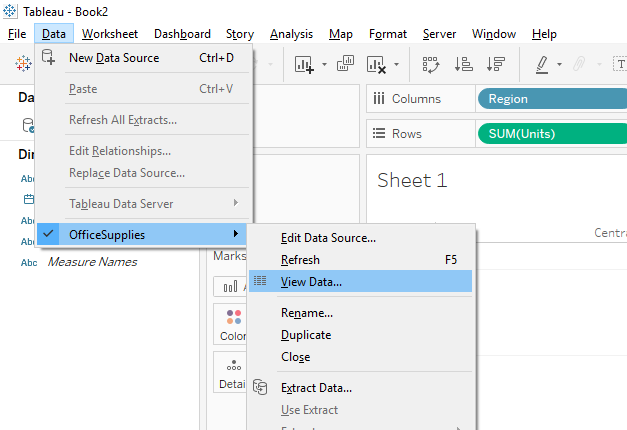 Tableau - Book2
File Data Worksheet Dashboard Story Analysis Map Format Server Window Help
New Data Source Ctrl+D
Paste Ctrl+V
Refresh All Extracts...
Edit Relationships...
Replace Data Source...
Tableau Data Server
OfficeSupplies
Edit Data Source...
Refresh F5
View Data...
Rename...
Duplicate
Close
Extract Data...
Use Extract
Da
Di
Abc
Abc
Abc
Abc
Abc Measure Names
Marks
Color
Detai
Columns Region
Rows SUM(Units)
Sheet 1
Centra